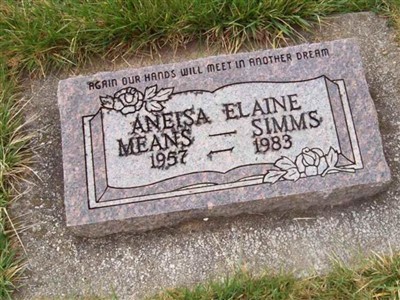 AGAIN OUR HANDS WILL MEET IN ANOTHER DREAM
ANEISA ELAINE
MEANS — SIMMS
1957 — 1983